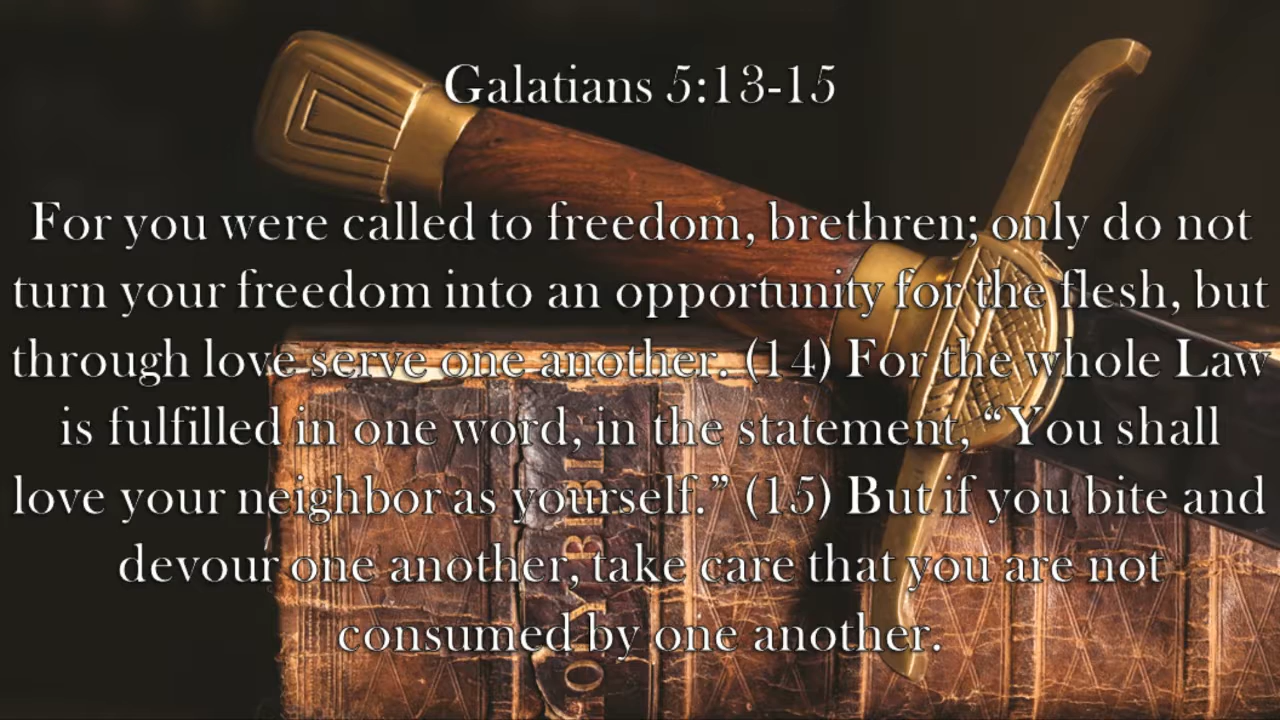 Galatians 5:13-15
For you were called to freedom, brethren; only do not
turn your freedom into an opportunity for the flesh, but
through love serve one another. (14) For the whole Law
is fulfilled in one word, in the statement, “You shall
love your neighbor as yourself.” (15) But if you bite and
devour one another, take care that you are not
consumed by one another.
HOLY BIBLE